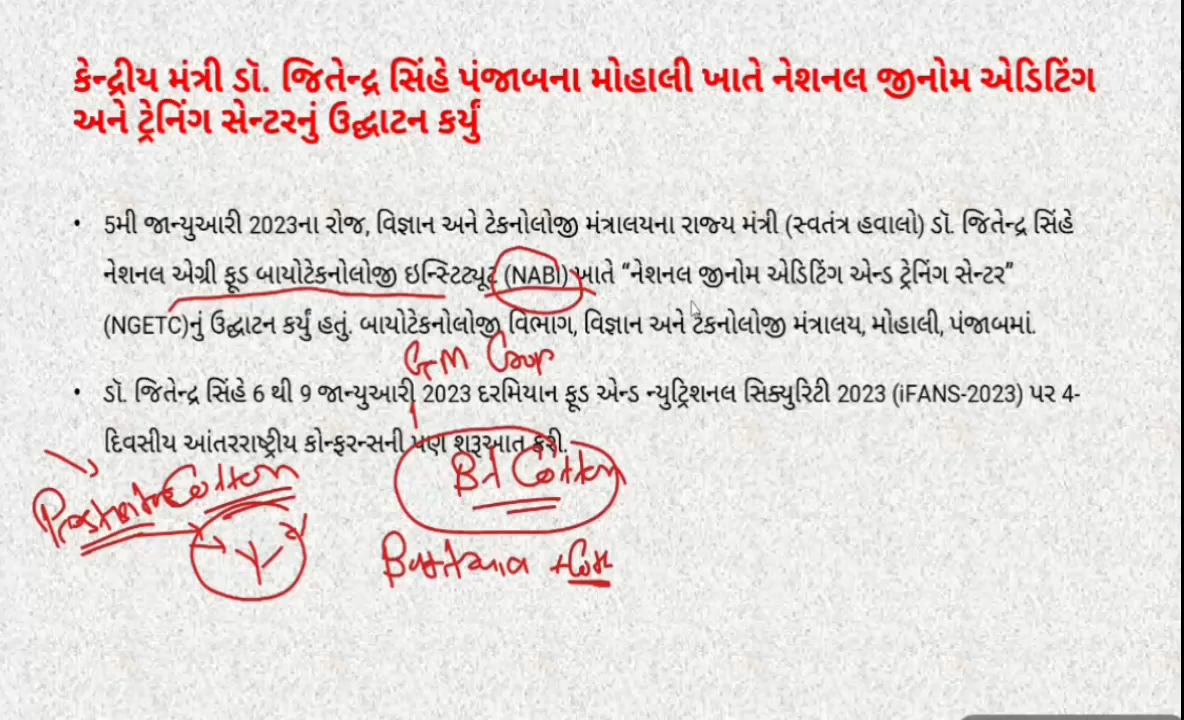 કેન્દ્રીય મંત્રી ડૉ. જિતેન્દ્ર સિંહે પંજાબના મોહાલી ખાતે નેશનલ જીનોમ એડિટિંગ
અને ટ્રેનિંગ સેન્ટરનું ઉદ્ઘાટન કર્યું
• 5મી જાન્યુઆરી 2023ના રોજ, વિજ્ઞાન અને ટેકનોલોજી મંત્રાલયના રાજ્ય મંત્રી (સ્વતંત્ર હવાલો) ડૉ. જિતેન્દ્ર સિંહે
નેશનલ એગ્રી ફૂડ બાયોટેકનોલોજી ઇન્સ્ટિટ્યૂટ (NABI) ખાતે “નેશનલ જીનોમ એડિટિંગ એન્ડ ટ્રેનિંગ સેન્ટર”
(NGETC)નું ઉદ્ઘાટન કર્યું હતું. બાયોટેકનોલોજી વિભાગ, વિજ્ઞાન અને ટેકનોલોજી મંત્રાલય, મોહાલી, પંજાબમાં.
GM Crop
• ડૉ. જિતેન્દ્ર સિંહે 6 થી 9 જાન્યુઆરી 2023 દરમિયાન ફૂડ એન્ડ ન્યુટ્રિશનલ સિક્યુરિટી 2023 (iFANS-2023) પર 4-
દિવસીય આંતરરાષ્ટ્રીય કોન્ફરન્સની પણ શરૂઆત કરી.
Bt Cotton
Cotton